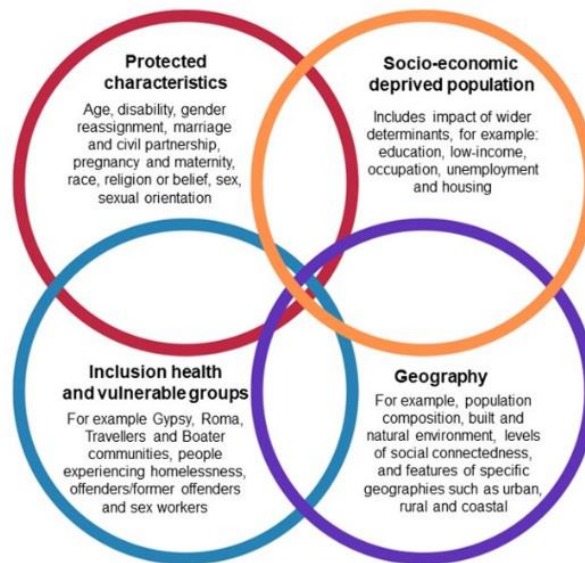 Protected
characteristics
Age, disability, gender
reassignment, marriage
and civil partnership,
pregnancy and maternity,
race, religion or belief, sex,
sexual orientation
Socio-economic
deprived population
Includes impact of wider
determinants, for example:
education, low-income,
occupation, unemployment
and housing
Inclusion health
and vulnerable groups
For example Gypsy, Roma,
Travellers and Boater
communities, people
experiencing homelessness,
offenders/former offenders
and sex workers
Geography
For example, population
composition, built and
natural environment, levels
of social connectedness,
and features of specific
geographies such as urban,
rural and coastal